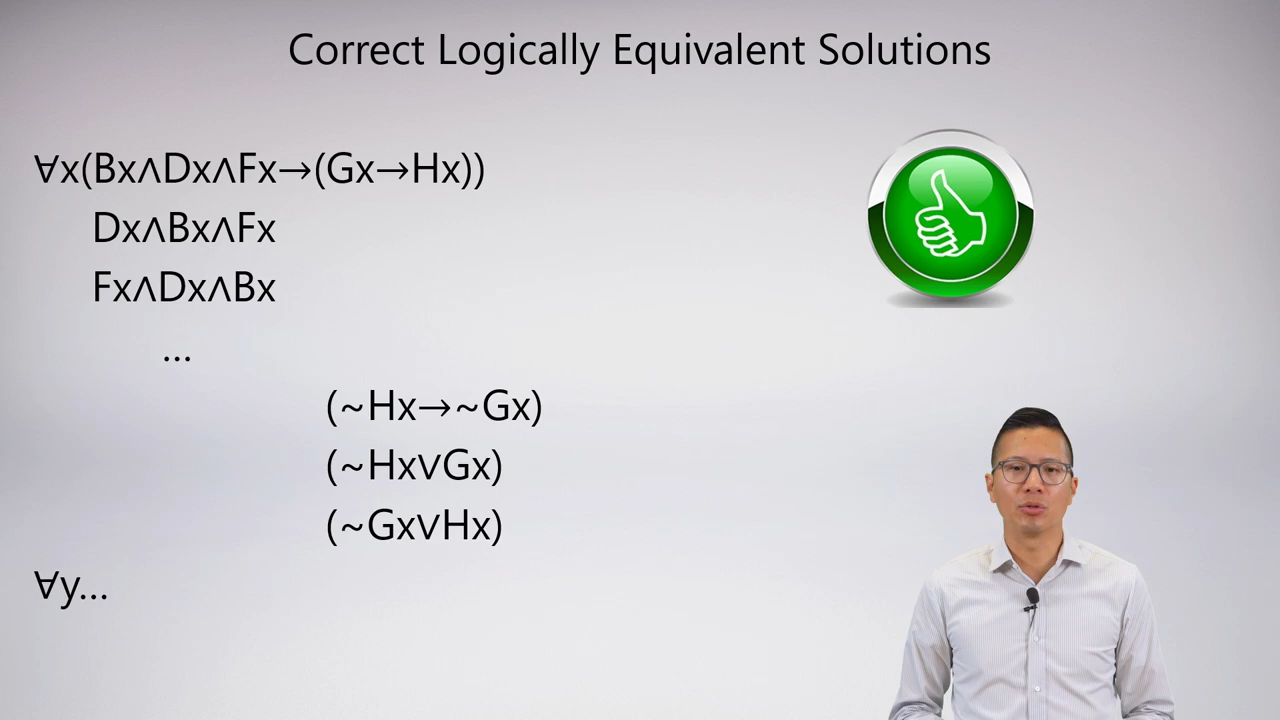 Correct Logically Equivalent Solutions
∀x(Bx∧Dx∧Fx→(Gx→Hx))
Dx∧Bx∧Fx
Fx∧Dx∧Bx
...
(~Hx→~Gx)
(~Hx∨Gx)
(~Gx∨Hx)
∀y...